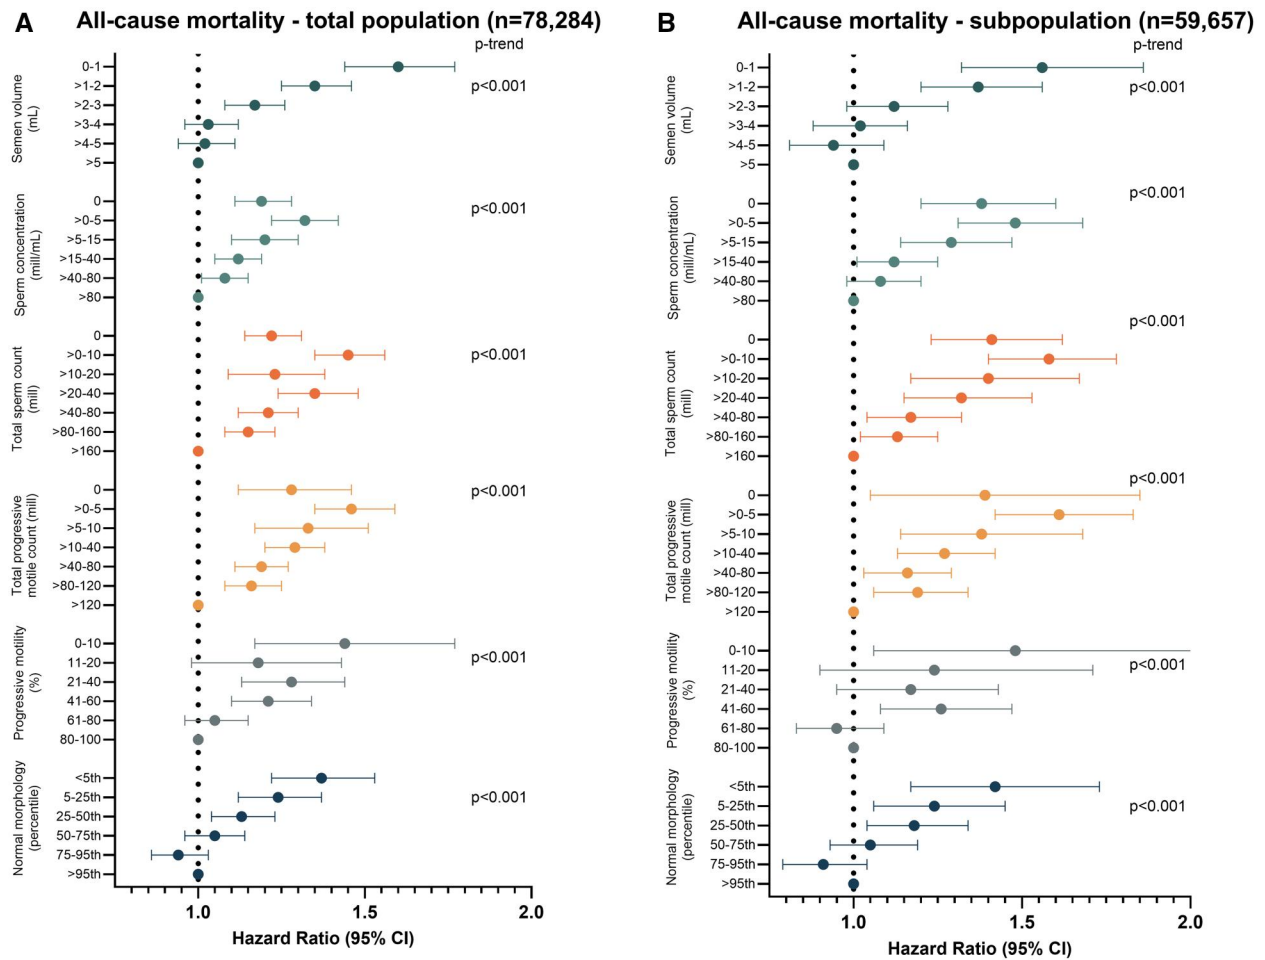 A
All-cause mortality - total population (n=78,284)
p-trend
Semen volume
(mL)
0-1
>1-2
p<0.001
>2-3
>3-4
>4-5
>5
Sperm concentration
(mill/mL)
0
p<0.001
>0-5
>5-15
>15-40
>40-80
>80
Total sperm count
(mill)
0
>0-10
p<0.001
>10-20
>20-40
>40-80
>80-160
>160
Total progressive
motile count (mill)
0
p<0.001
>0-5
>5-10
>10-40
>40-80
>80-120
>120
Progressive motility
(%)
0-10
11-20
p<0.001
21-40
41-60
61-80
80-100
Normal morphology
(percentile)
<5th
5-25th
p<0.001
25-50th
50-75th
75-95th
>95th
1.0
1.5
2.0
Hazard Ratio (95% CI)
B
All-cause mortality - subpopulation (n=59,657)
p-trend
Semen volume
(mL)
0-1
>1-2
p<0.001
>2-3
>3-4
>4-5
>5
Sperm concentration
(mill/mL)
p<0.001
0
>0-5
>5-15
>15-40
>40-80
>80
Total sperm count
(mill)
p<0.001
0
>0-10
>10-20
>20-40
>40-80
>80-160
>160
Total progressive
motile count (mill)
p<0.001
0
>0-5
>5-10
>10-40
>40-80
>80-120
>120
Progressive motility
(%)
0-10
p<0.001
11-20
21-40
41-60
61-80
80-100
Normal morphology
(percentile)
<5th
5-25th
p<0.001
25-50th
50-75th
75-95th
>95th
1.0
1.5
2.0
Hazard Ratio (95% CI)